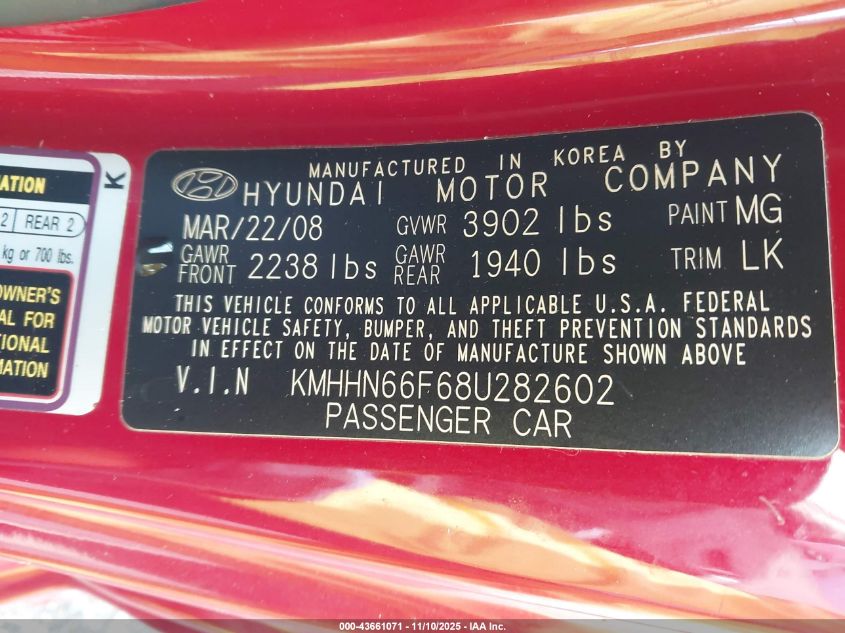 ATION
2 REAR 2
kg or 700 lbs.
OWNER'S
AL FOR
TIONAL
MATION
K
MANUFACTURED IN KOREA BY
HYUNDAI MOTOR COMPANY
MAR/22/08 GVWR 3902 lbs PAINT MG
GAWR FRONT 2238 lbs GAWR REAR 1940 lbs TRIM LK
THIS VEHICLE CONFORMS TO ALL APPLICABLE U.S.A. FEDERAL
MOTOR VEHICLE SAFETY, BUMPER, AND THEFT PREVENTION STANDARDS
IN EFFECT ON THE DATE OF MANUFACTURE SHOWN ABOVE
V.I.N KMHHN66F68U282602
PASSENGER CAR
000-43661071 - 11/10/2025 - IAA Inc.